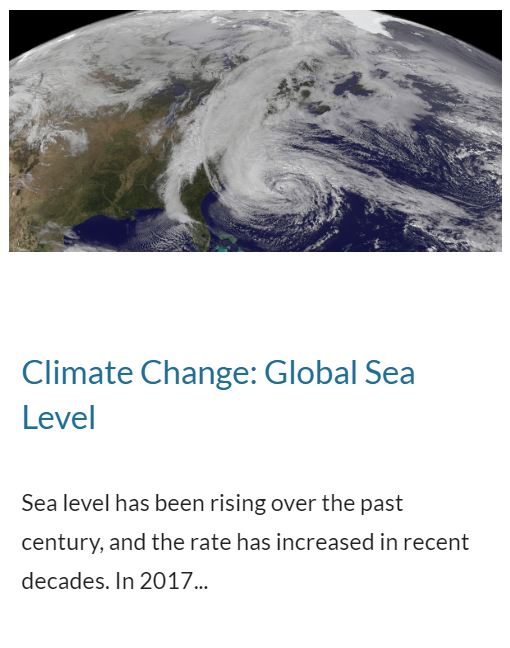 Climate Change: Global Sea
Level
Sea level has been rising over the past
century, and the rate has increased in recent
decades. In 2017...